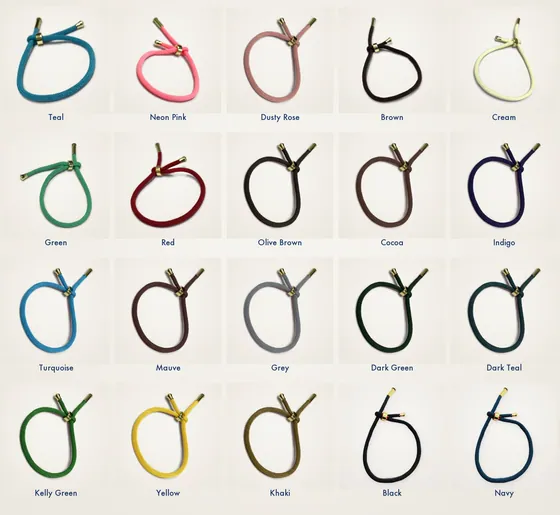 Teal
Neon Pink
Dusty Rose
Brown
Cream
Green
Red
Olive Brown
Cocoa
Indigo
Turquoise
Mauve
Grey
Dark Green
Dark Teal
Kelly Green
Yellow
Khaki
Black
Navy